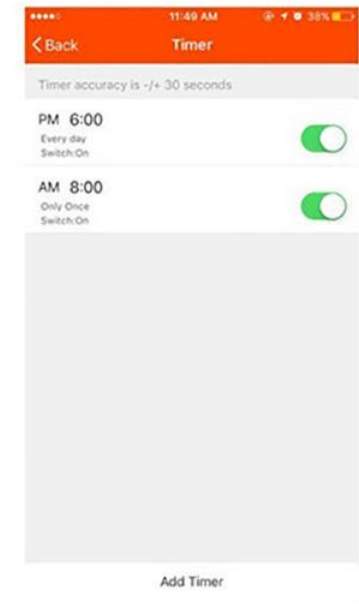 11:49 AM 38%
Back Timer
Timer accuracy is -/+ 30 seconds
PM 6:00
Every day
Switch:On
AM 8:00
Only Once
Switch:On
Add Timer